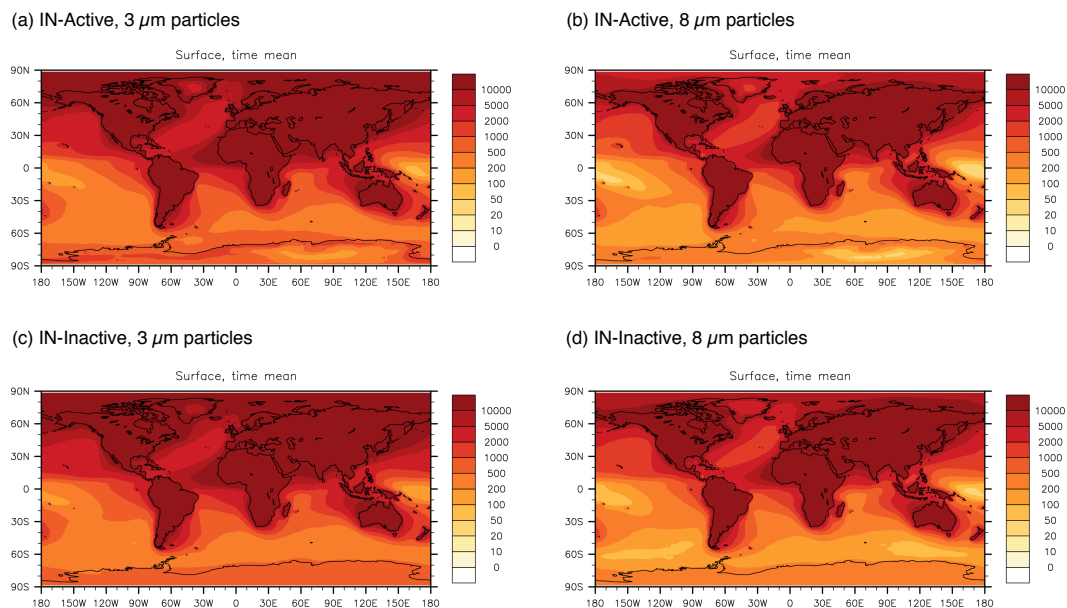 (a) IN-Active, 3 µm particles
Surface, time mean
90N
60N
30N
0
30S
60S
90S
180 150W 120W 90W 60W 30W 0 30E 60E 90E 120E 150E 180
10000
5000
2000
1000
500
200
100
50
20
10
0
(b) IN-Active, 8 µm particles
Surface, time mean
90N
60N
30N
0
30S
60S
90S
180 150W 120W 90W 60W 30W 0 30E 60E 90E 120E 150E 180
10000
5000
2000
1000
500
200
100
50
20
10
0
(c) IN-Inactive, 3 µm particles
Surface, time mean
90N
60N
30N
0
30S
60S
90S
180 150W 120W 90W 60W 30W 0 30E 60E 90E 120E 150E 180
10000
5000
2000
1000
500
200
100
50
20
10
0
(d) IN-Inactive, 8 µm particles
Surface, time mean
90N
60N
30N
0
30S
60S
90S
180 150W 120W 90W 60W 30W 0 30E 60E 90E 120E 150E 180
10000
5000
2000
1000
500
200
100
50
20
10
0